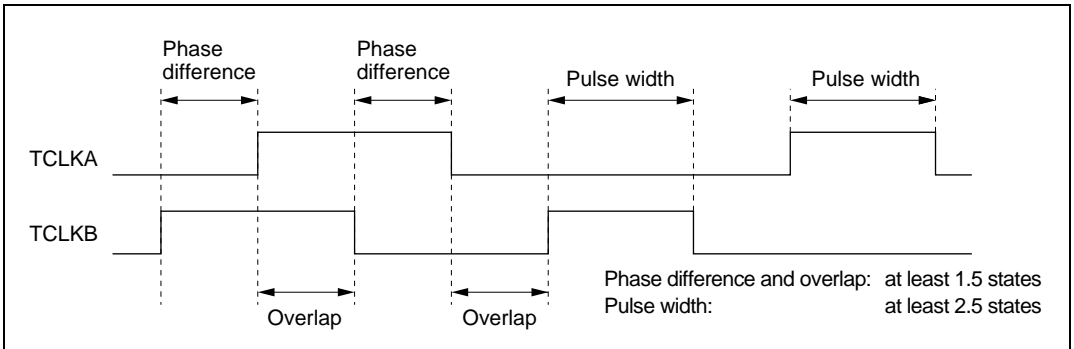 Phase
difference
Phase
difference
Pulse width
Pulse width
TCLKA
TCLKB
Phase difference and overlap: at least 1.5 states
Pulse width: at least 2.5 states
Overlap
Overlap